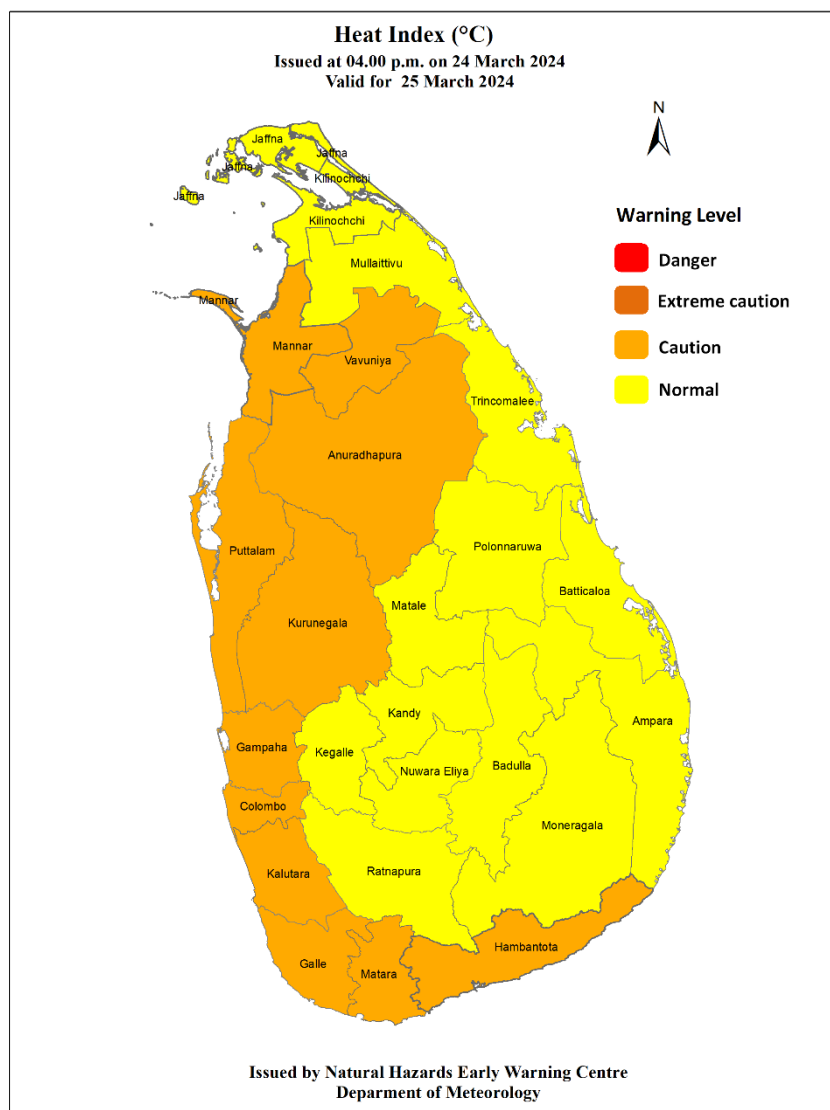 Heat Index (°C)
Issued at 04.00 p.m. on 24 March 2024
Valid for 25 March 2024
N
Jaffna
Jaffna
Jaffna
Kilinochchi
Jaffna
Kilinochchi
Warning Level
Mullaittivu
Danger
Mannar
Extreme caution
Mannar
Caution
Vavuniya
Normal
Trincomalee
Anuradhapura
Polonnaruwa
Puttalam
Batticaloa
Matale
Kurunegala
Kandy
Ampara
Gampaha
Kegalle
Nuwara Eliya
Badulla
Colombo
Moneragala
Kalutara
Ratnapura
Hambantota
Galle
Matara
Issued by Natural Hazards Early Warning Centre
Deparment of Meteorology